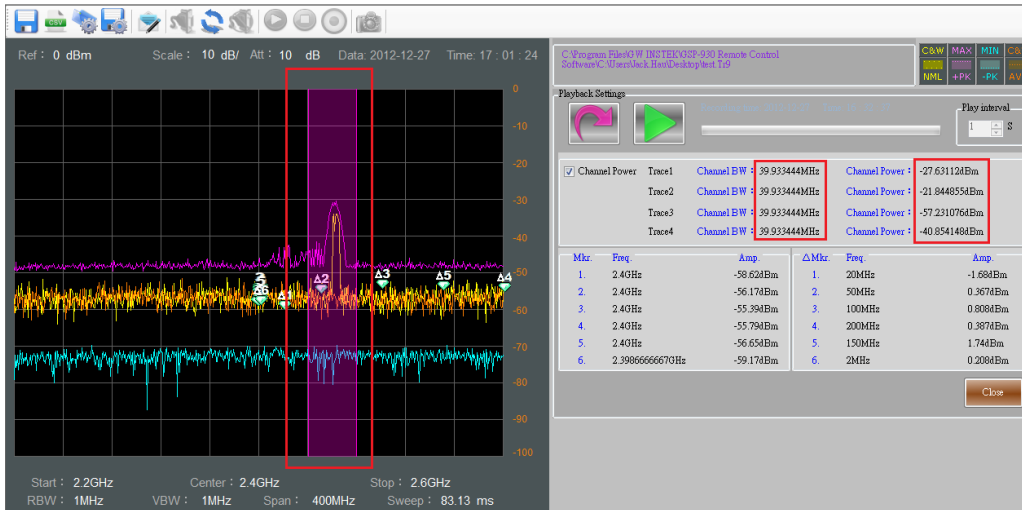 CSV
Ref : 0 dBm Scale : 10 dB/ Att : 10 dB Data: 2012-12-27 Time: 17 : 01 : 24
C:\Program Files\GW INSTEK\GSP-930 Remote Control
Software\C:\Users\Jack.Han\Desktop\test.Tr9
C&W MAX MIN C&
NML +PK -PK AV
Playback Settings
Play interval
1 S
Channel Power Trace1 Channel BW : 39.933444MHz Channel Power : -27.63112dBm
Trace2 Channel BW : 39.933444MHz Channel Power : -21.844855dBm
Trace3 Channel BW : 39.933444MHz Channel Power : -57.231076dBm
Trace4 Channel BW : 39.933444MHz Channel Power : -40.854148dBm
Mkr. Freq. Amp. △Mkr. Freq. Amp.
1. 2.4GHz -58.62dBm 1. 20MHz -1.68dBm
2. 2.4GHz -56.17dBm 2. 50MHz 0.367dBm
3. 2.4GHz -55.39dBm 3. 100MHz 0.808dBm
4. 2.4GHz -55.79dBm 4. 200MHz 0.387dBm
5. 2.4GHz -56.65dBm 5. 150MHz 1.74dBm
6. 2.3986666667GHz -59.17dBm 6. 2MHz 0.208dBm
Close
0
-10
-20
-30
-40
-50
-60
-70
-80
-90
-100
Δ1
Δ2
Δ3
Δ5
Δ4
Start : 2.2GHz Center : 2.4GHz Stop : 2.6GHz
RBW : 1MHz VBW : 1MHz Span : 400MHz Sweep : 83.13 ms